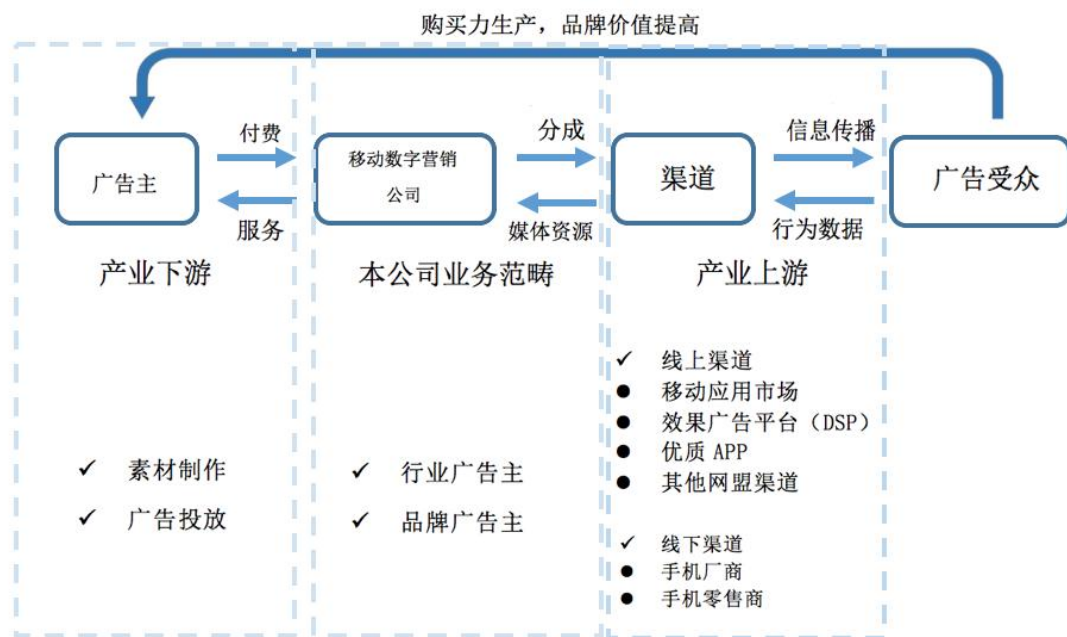 购买力生产，品牌价值提高
付费
分成
信息传播
广告主
移动数字营销
公司
渠道
广告受众
服务
媒体资源
行为数据
产业下游
本公司业务范畴
产业上游
✓ 线上渠道
● 移动应用市场
● 效果广告平台（DSP）
● 优质 APP
● 其他网盟渠道
✓ 素材制作
✓ 广告投放
✓ 行业广告主
✓ 品牌广告主
✓ 线下渠道
● 手机厂商
● 手机零售商